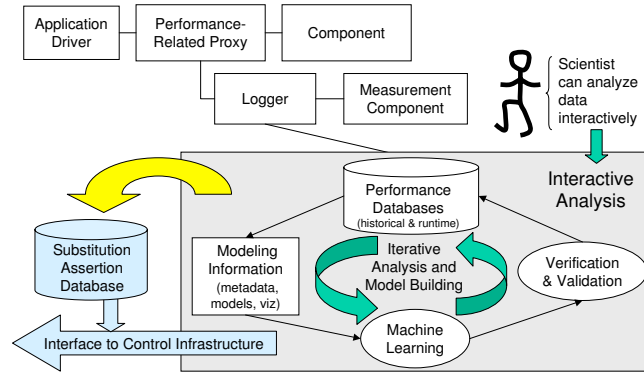 Application
Driver
Performance-
Related Proxy
Component
Logger
Measurement
Component
Scientist
can analyze
data
interactively
Interactive
Analysis
Performance
Databases
(historical & runtime)
Substitution
Assertion
Database
Modeling
Information
(metadata,
models, viz)
Iterative
Analysis and
Model Building
Verification
& Validation
Machine
Learning
Interface to Control Infrastructure